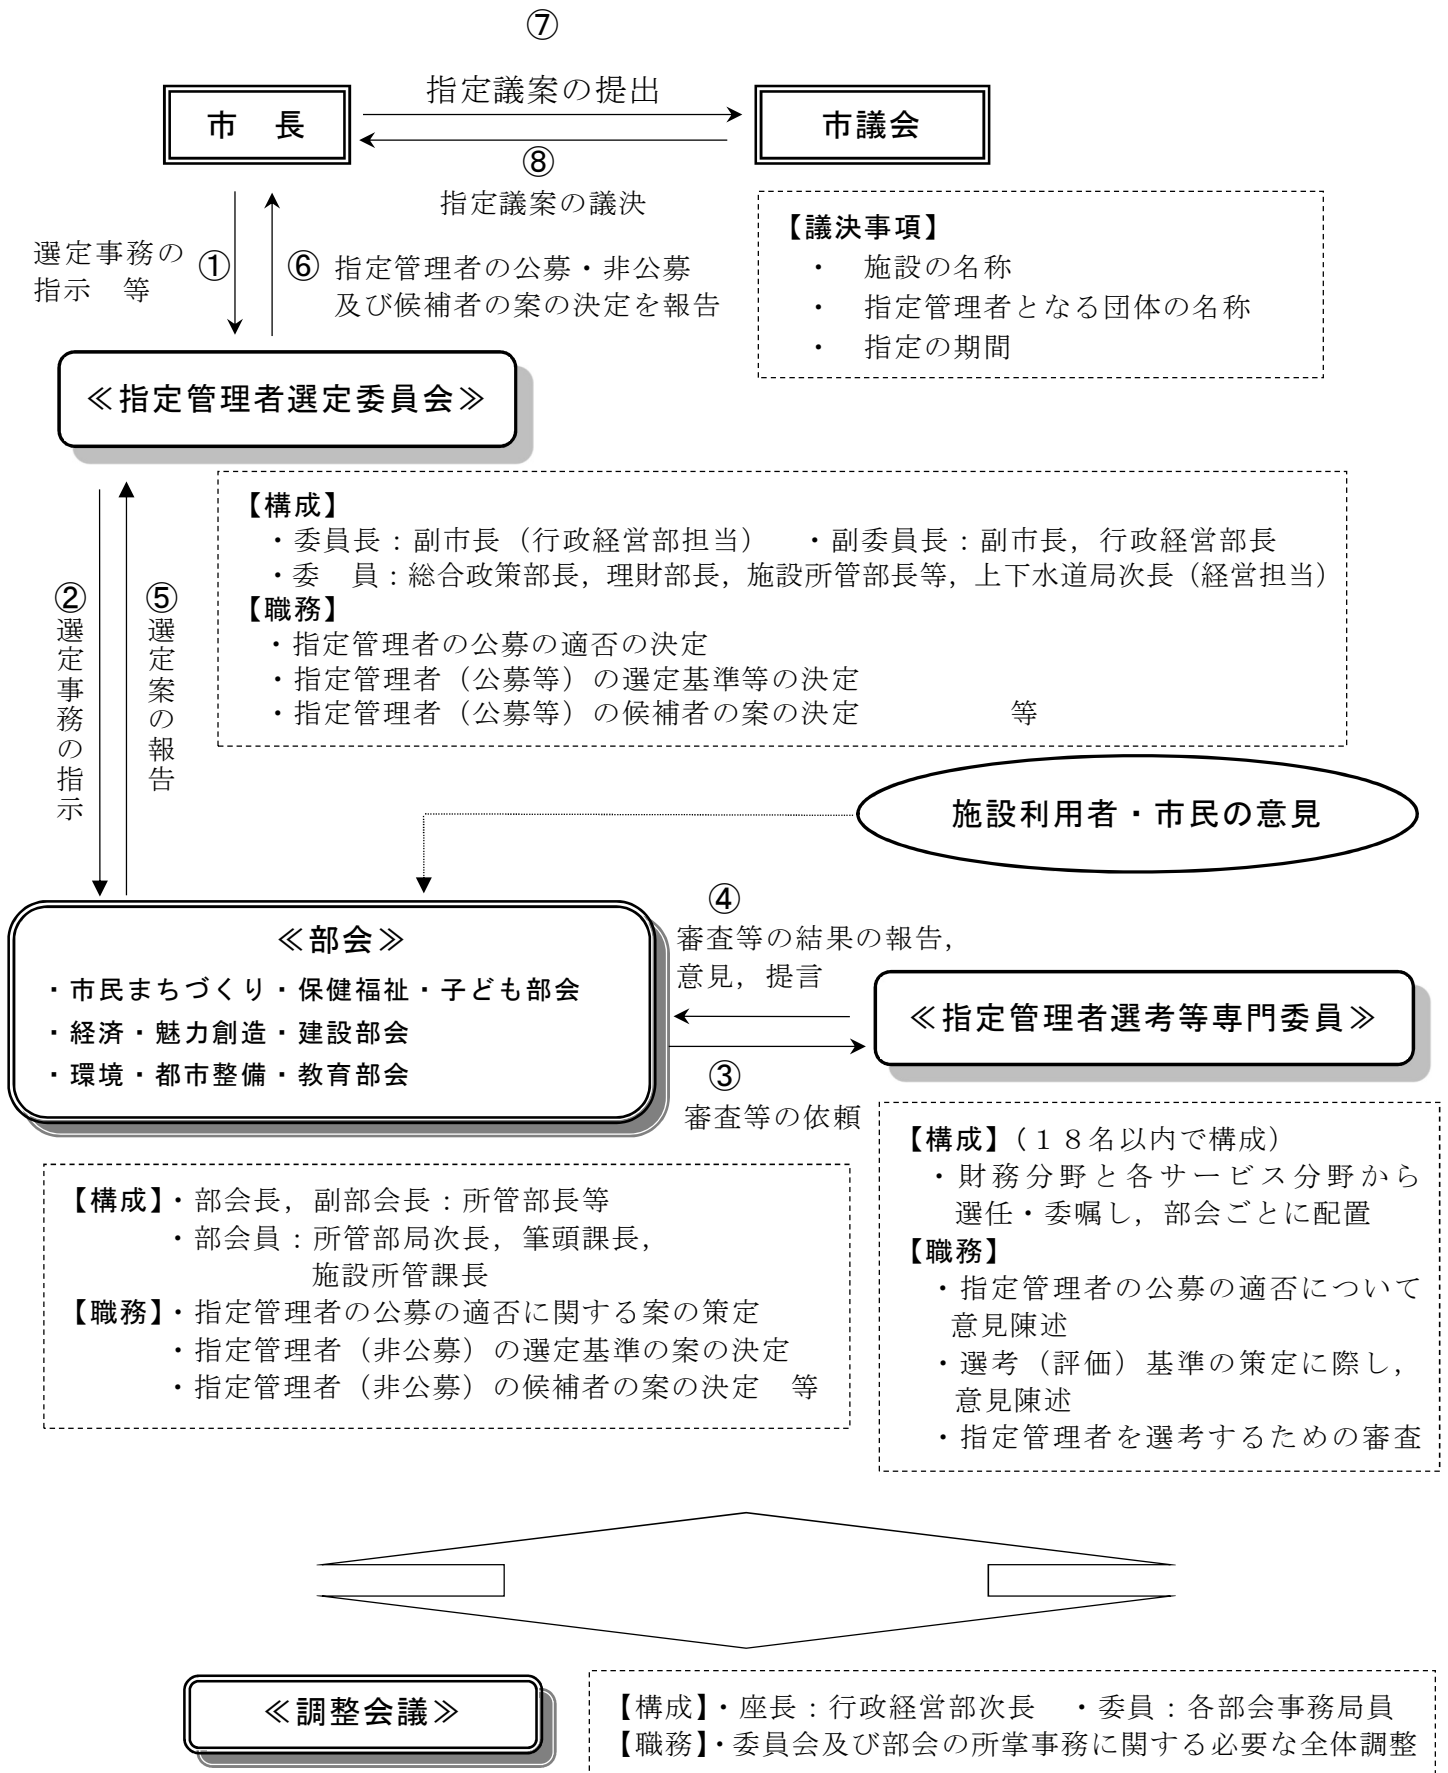 ⑦
指定議案の提出
市　長
市議会
⑧
指定議案の議決
選定事務の
指示　等
①
⑥
指定管理者の公募・非公募
及び候補者の案の決定を報告
【議決事項】
・　施設の名称
・　指定管理者となる団体の名称
・　指定の期間
≪指定管理者選定委員会≫
【構成】
・委員長：副市長（行政経営部担当）　・副委員長：副市長，行政経営部長
・委　員：総合政策部長，理財部長，施設所管部長等，上下水道局次長（経営担当）
【職務】
・指定管理者の公募の適否の決定
・指定管理者（公募等）の選定基準等の決定
・指定管理者（公募等）の候補者の案の決定　　　　　等
②選定事務の指示
⑤選定案の報告
施設利用者・市民の意見
≪部会≫
・市民まちづくり・保健福祉・子ども部会
・経済・魅力創造・建設部会
・環境・都市整備・教育部会
④
審査等の結果の報告，
意見，提言
≪指定管理者選考等専門委員≫
③
審査等の依頼
【構成】・部会長，副部会長：所管部長等
・部会員：所管部局次長，筆頭課長，
施設所管課長
【職務】・指定管理者の公募の適否に関する案の策定
・指定管理者（非公募）の選定基準の案の決定
・指定管理者（非公募）の候補者の案の決定　等
【構成】（１８名以内で構成）
・財務分野と各サービス分野から
選任・委嘱し，部会ごとに配置
【職務】
・指定管理者の公募の適否について
意見陳述
・選考（評価）基準の策定に際し，
意見陳述
・指定管理者を選考するための審査
≪調整会議≫
【構成】・座長：行政経営部次長　・委員：各部会事務局員
【職務】・委員会及び部会の所掌事務に関する必要な全体調整